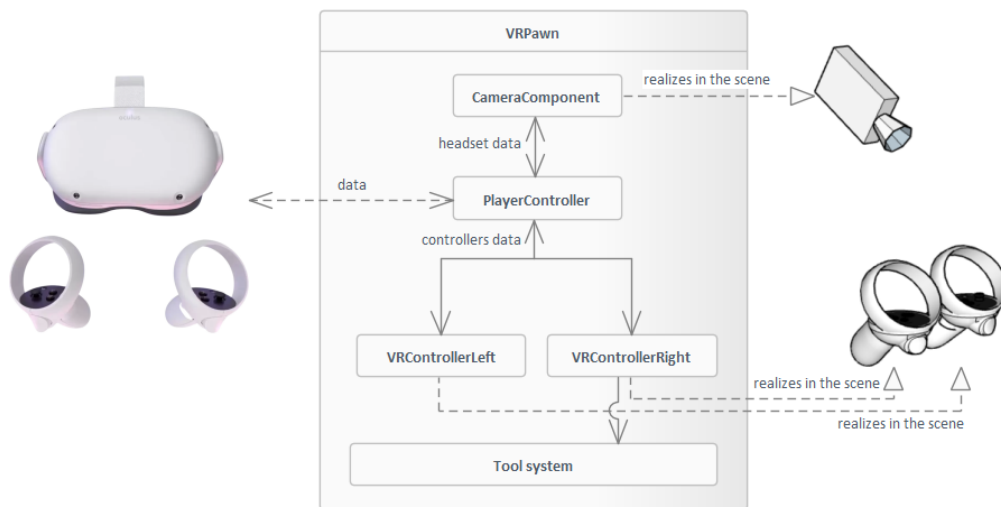 VRPawn
CameraComponent
realizes in the scene
headset data
data
PlayerController
controllers data
VRControllerLeft
VRControllerRight
realizes in the scene
realizes in the scene
Tool system
oculus